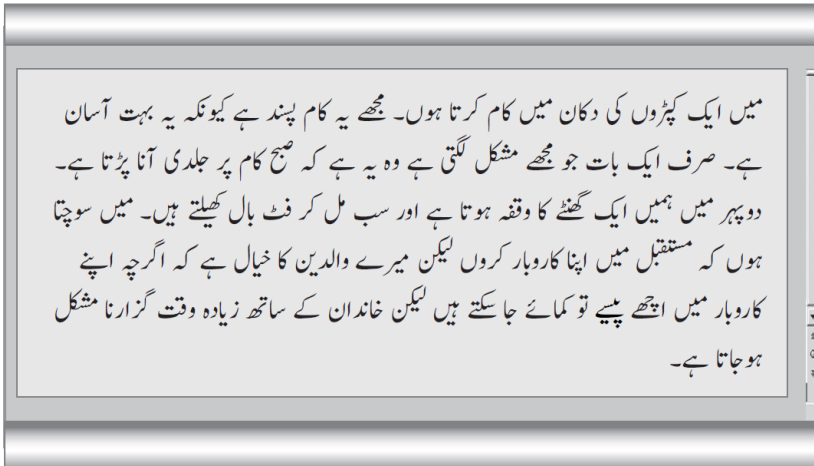 میں ایک کپڑوں کی دکان میں کام کرتا ہوں۔ مجھے یہ کام پسند ہے کیونکہ یہ بہت آسان
ہے۔ صرف ایک بات جو مجھے مشکل لگتی ہے وہ یہ ہے کہ صبح کام پر جلدی آنا پڑتا ہے۔
دوپہر میں ہمیں ایک گھنٹے کا وقفہ ہوتا ہے اور سب مل کر فٹ بال کھیلتے ہیں۔ میں سوچتا
ہوں کہ مستقبل میں اپنا کاروبار کروں لیکن میرے والدین کا خیال ہے کہ اگرچہ اپنے
کاروبار میں اچھے پیسے تو کمائے جا سکتے ہیں لیکن خاندان کے ساتھ زیادہ وقت گزارنا مشکل
ہوجاتا ہے۔